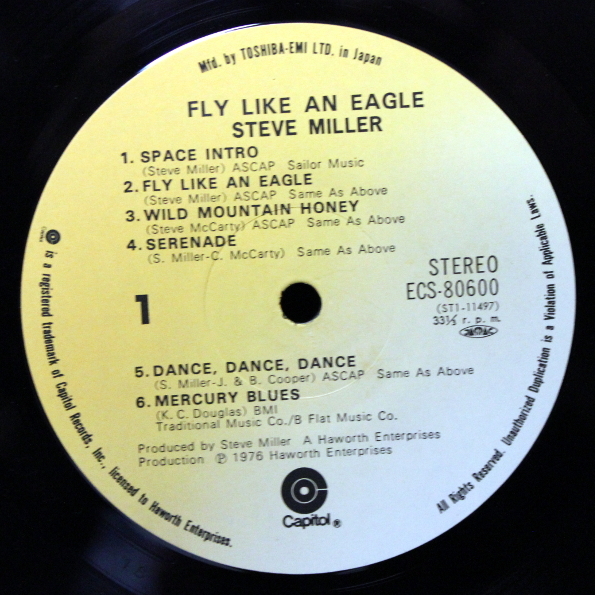 Mfd. by TOSHIBA-EMI LTD. in Japan
FLY LIKE AN EAGLE
STEVE MILLER
1. SPACE INTRO
(Steve Miller) ASCAP Sailor Music
2. FLY LIKE AN EAGLE
(Steve Miller) ASCAP Same As Above
3. WILD MOUNTAIN HONEY
(Steve McCarty) ASCAP Same As Above
4. SERENADE
(S. Miller-C. McCarty) Same As Above
STEREO
ECS-80600
(ST1-11497)
33⅓ r. p. m.
1
5. DANCE, DANCE, DANCE
(S. Miller-J. & B. Cooper) ASCAP Same As Above
6. MERCURY BLUES
(K. C. Douglas) BMI
Traditional Music Co./B Flat Music Co.
Produced by Steve Miller A Haworth Enterprises
Production ℗ 1976 Haworth Enterprises
Capitol®
is a registered trademark of Capitol Records, Inc., licensed to Haworth Enterprises.
All Rights Reserved. Unauthorized Duplication is a Violation of Applicable Laws.